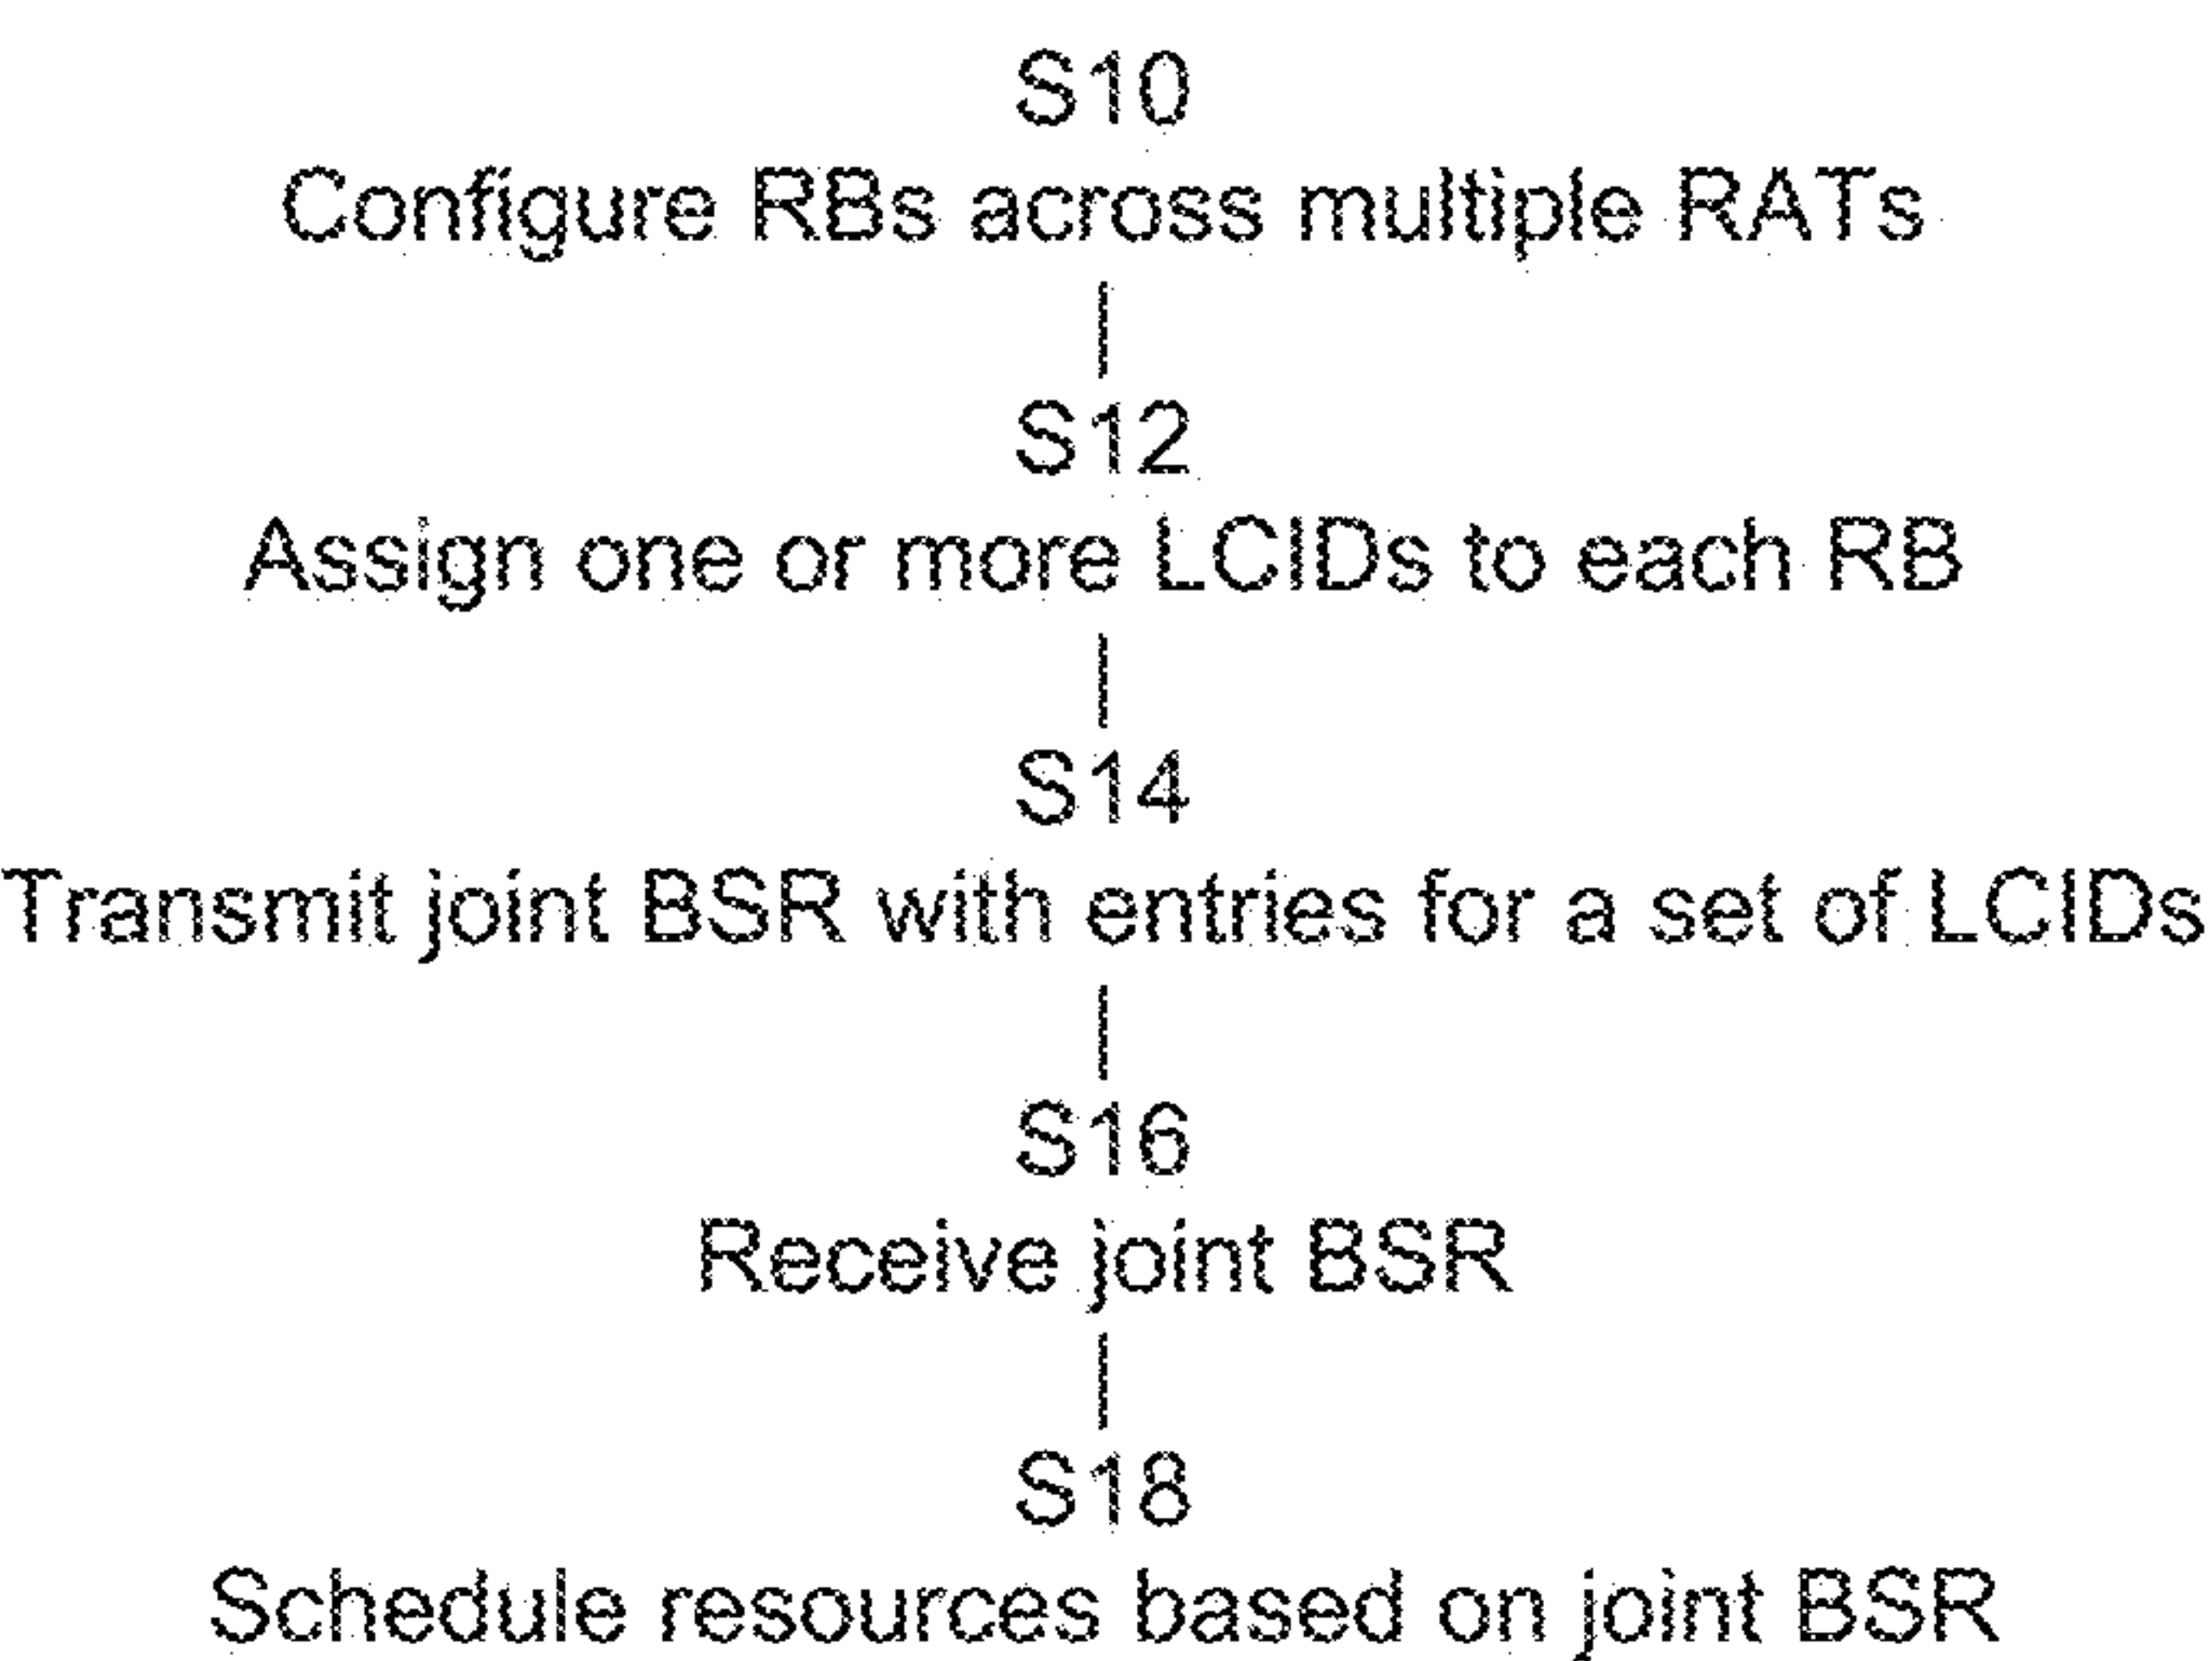 S10
Configure RBs across multiple RATs
S12
Assign one or more LCIDs to each RB
S14
Transmit joint BSR with entries for a set of LCIDs
S16
Receive joint BSR
S18
Schedule resources based on joint BSR